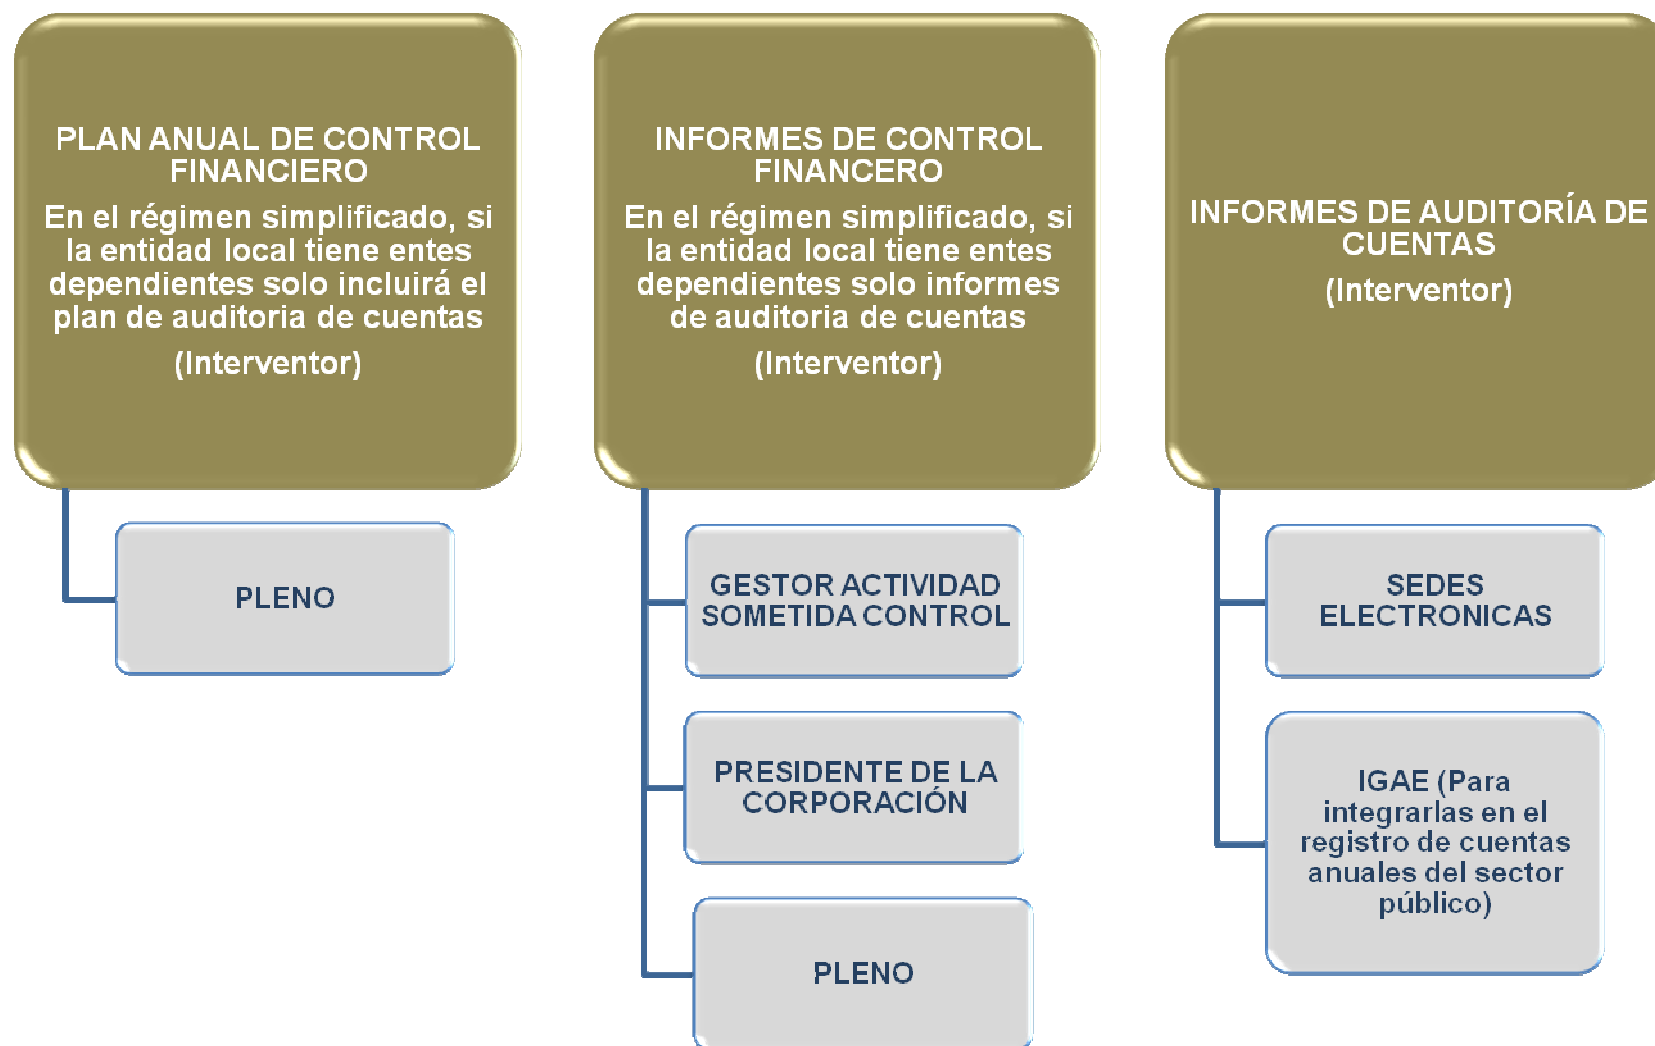 PLAN ANUAL DE CONTROL
FINANCIERO
En el régimen simplificado, si
la entidad local tiene entes
dependientes solo incluirá el
plan de auditoria de cuentas
(Interventor)
PLENO
INFORMES DE CONTROL
FINANCERO
En el régimen simplificado, si
la entidad local tiene entes
dependientes solo informes
de auditoria de cuentas
(Interventor)
GESTOR ACTIVIDAD
SOMETIDA CONTROL
PRESIDENTE DE LA
CORPORACIÓN
PLENO
INFORMES DE AUDITORÍA DE
CUENTAS
(Interventor)
SEDES
ELECTRONICAS
IGAE (Para
integrarlas en el
registro de cuentas
anuales del sector
público)